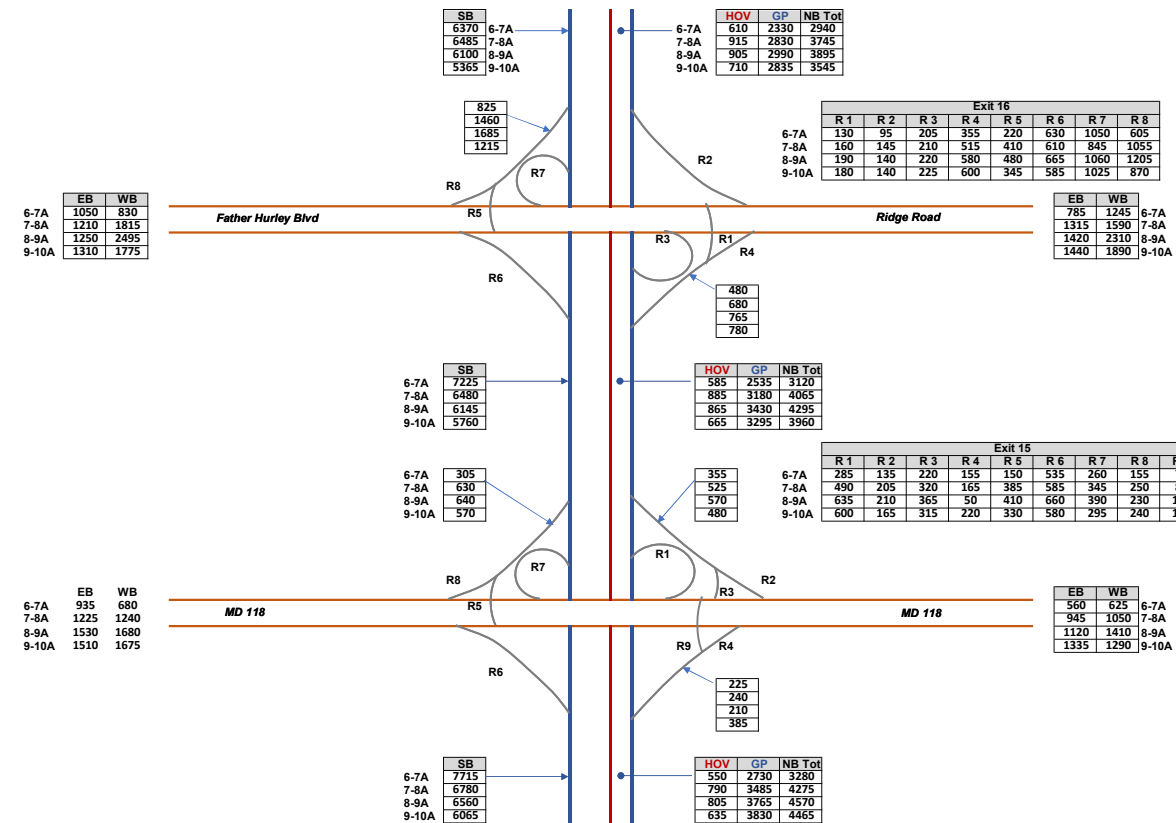 SB
6370 6-7A
6485 7-8A
6100 8-9A
5365 9-10A
HOV GP NB Tot
6-7A 610 2330 2940
7-8A 915 2830 3745
8-9A 905 2990 3895
9-10A 710 2835 3545
825
1460
1685
1215
Exit 16
R 1 R 2 R 3 R 4 R 5 R 6 R 7 R 8
6-7A 130 95 205 355 220 630 1050 605
7-8A 160 145 210 515 410 610 845 1055
8-9A 190 140 220 580 480 665 1060 1205
9-10A 180 140 225 600 345 585 1025 870
R2
R7
R8
R5
EB WB
6-7A 1050 830
7-8A 1210 1815
8-9A 1250 2495
9-10A 1310 1775
Father Hurley Blvd
Ridge Road
EB WB
785 1245 6-7A
1315 1590 7-8A
1420 2310 8-9A
1440 1890 9-10A
R3
R1
R4
R6
480
680
765
780
SB
6-7A 7225
7-8A 6480
8-9A 6145
9-10A 5760
HOV GP NB Tot
585 2535 3120
885 3180 4065
865 3430 4295
665 3295 3960
6-7A 305
7-8A 630
8-9A 640
9-10A 570
355
525
570
480
Exit 15
R 1 R 2 R 3 R 4 R 5 R 6 R 7 R 8
6-7A 285 135 220 155 150 535 260 155
7-8A 490 205 320 165 385 585 345 250
8-9A 635 210 365 50 410 660 390 230
9-10A 600 165 315 220 330 580 295 240
R1
R7
R8
R2
R3
R5
EB WB
6-7A 935 680
7-8A 1225 1240
8-9A 1530 1680
9-10A 1510 1675
MD 118
MD 118
EB WB
560 625 6-7A
945 1050 7-8A
1120 1410 8-9A
1335 1290 9-10A
R9
R4
R6
225
240
210
385
SB
6-7A 7715
7-8A 6780
8-9A 6560
9-10A 6065
HOV GP NB Tot
550 2730 3280
790 3485 4275
805 3765 4570
635 3830 4465